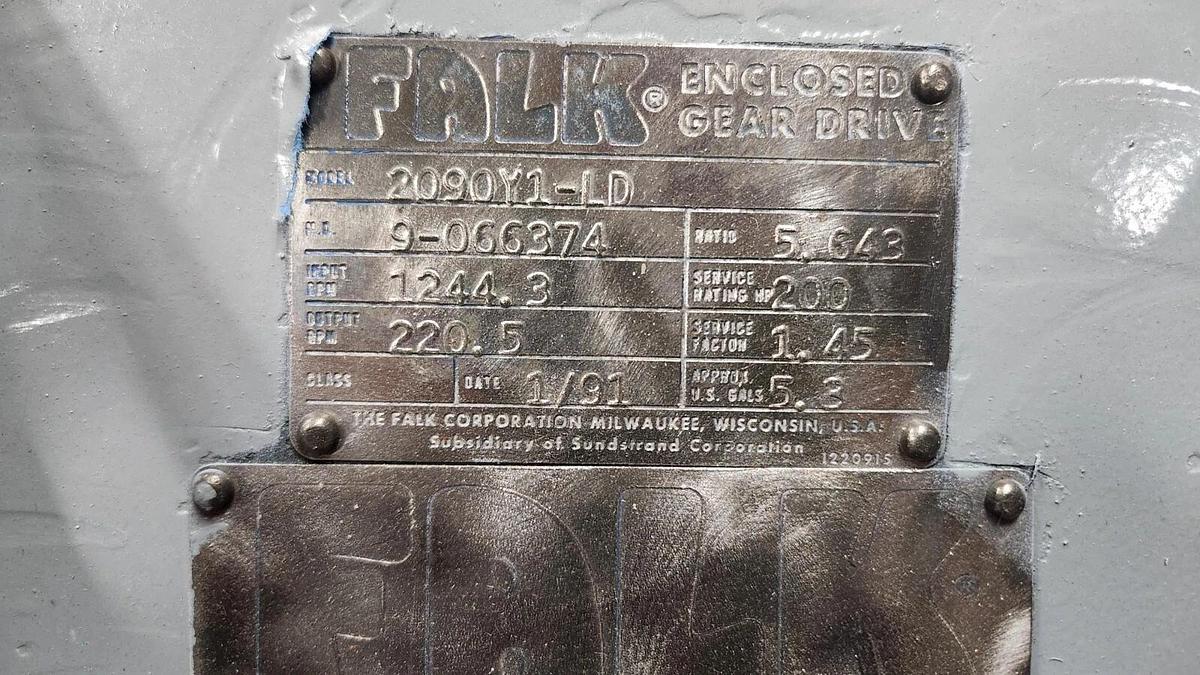 FALK® ENCLOSED GEAR DRIVE
MODEL 2090Y1-LD
M.O. 9-066374 RATIO 5.643
INPUT RPM 1244.3 SERVICE RATING HP 200
OUTPUT RPM 220.5 SERVICE FACTOR 1.45
CLASS DATE 1/91 APPROX. U.S. GALS 5.3
THE FALK CORPORATION MILWAUKEE, WISCONSIN, U.S.A.
Subsidiary of Sundstrand Corporation 1220915
FALK